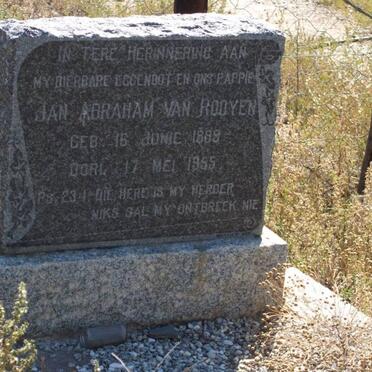 IN TERE HERINNERING AAN
MY DIERBARE EGGENOOT EN ONS PAPPIE
JAN ABRAHAM VAN ROOYEN
GEB. 16 JUNIE 1889
OORL. 17 MEI 1955
PS. 23:1 DIE HERE IS MY HERDER
NIKS SAL MY ONTBREEK NIE